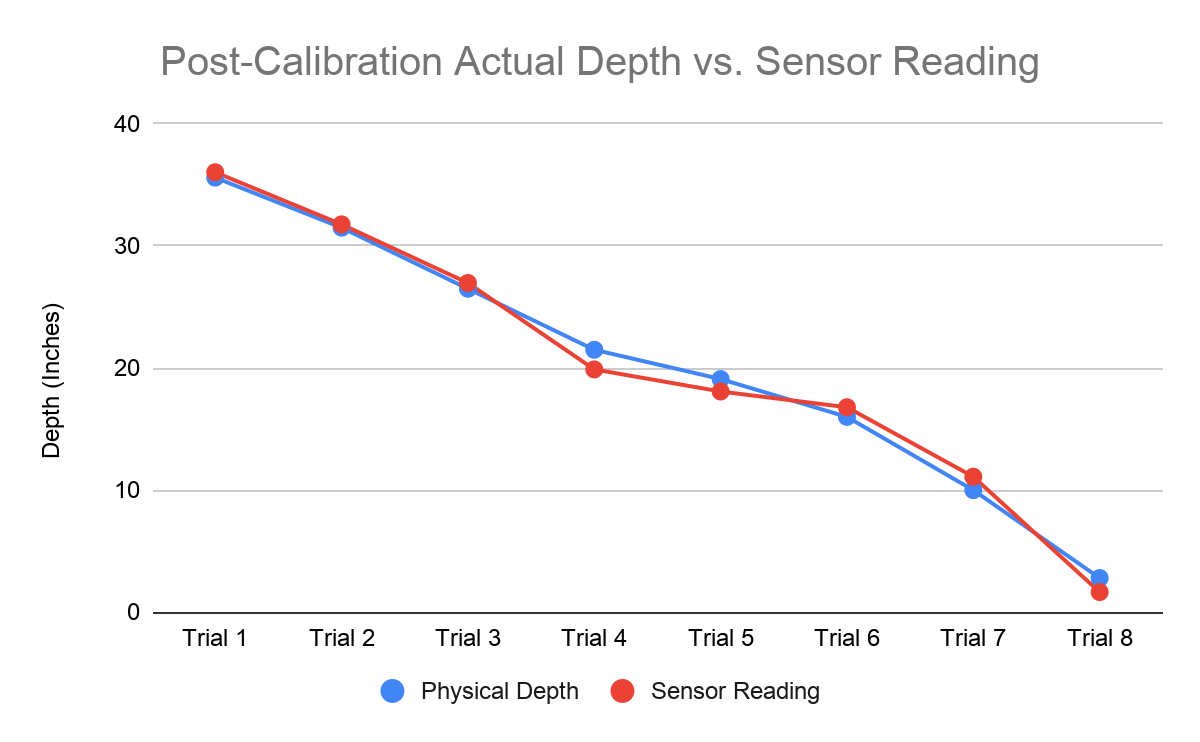 Post-Calibration Actual Depth vs. Sensor Reading
40
30
20
10
0
Depth (Inches)
Trial 1 Trial 2 Trial 3 Trial 4 Trial 5 Trial 6 Trial 7 Trial 8
Physical Depth Sensor Reading